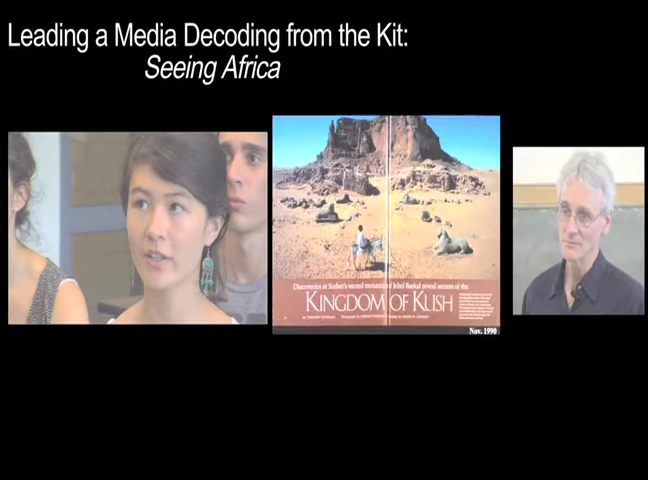 Leading a Media Decoding from the Kit:
Seeing Africa
Discoveries at Sudan's sacred mountain of Jebel Barkal reveal secrets of the
KINGDOM OF KUSH
Nov. 1990